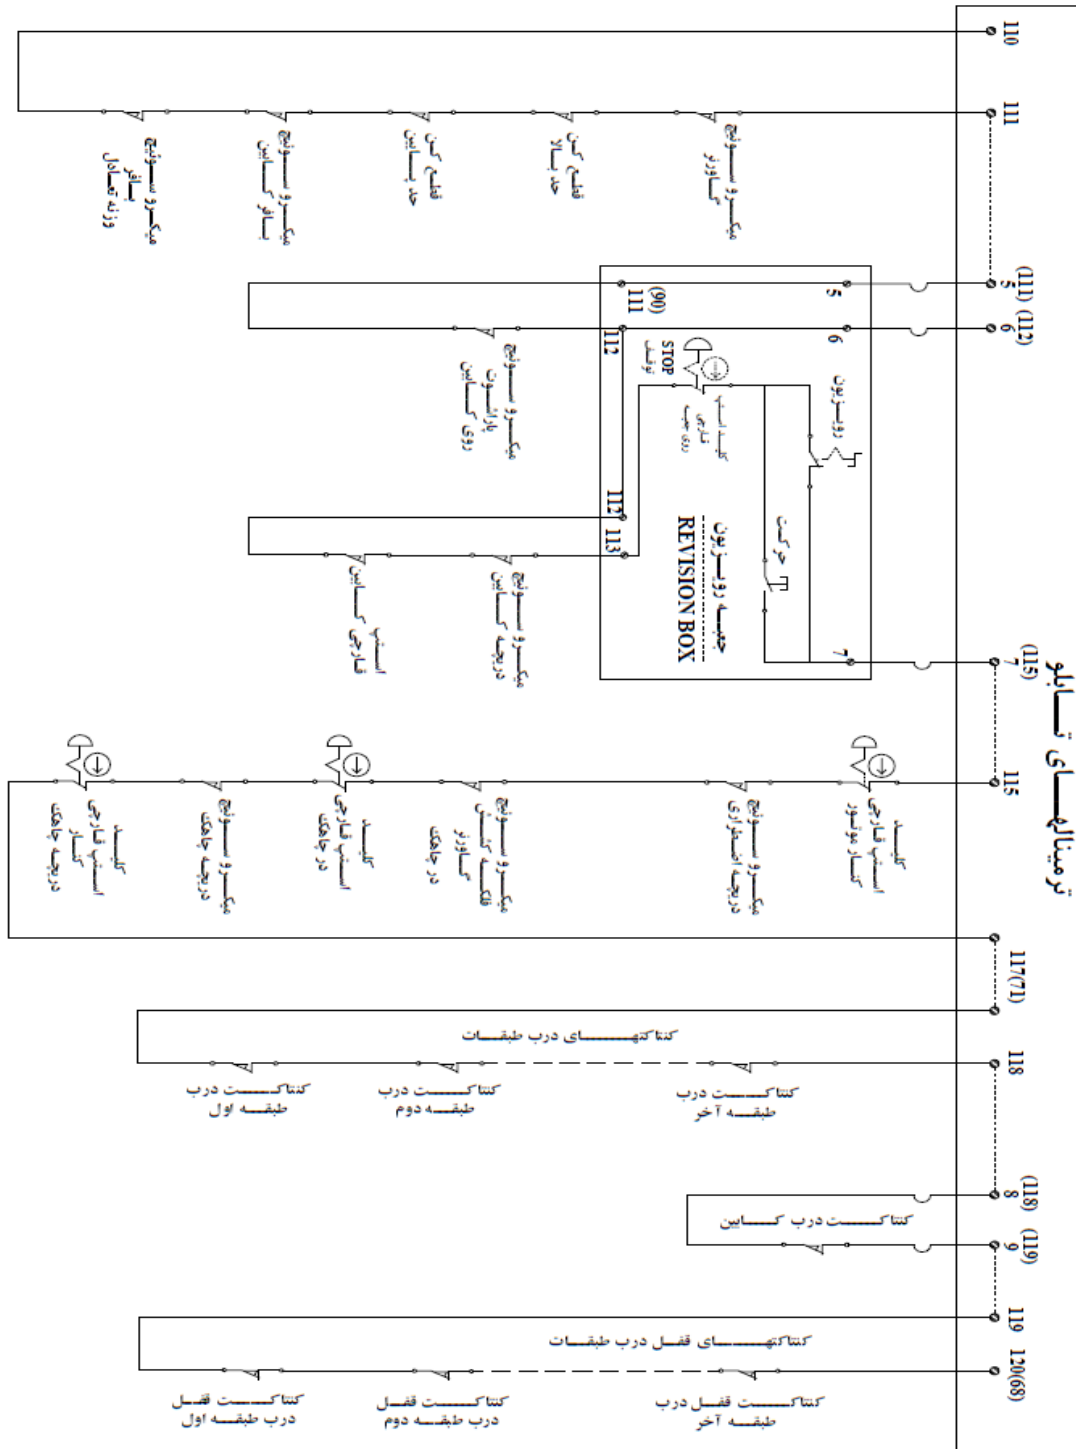 110
111
میکروسوئیچ
گاورنر
قطع کن
حد بالا
قطع کن
حد پایین
میکروسوئیچ
بافر کابین
میکروسوئیچ
بافر
وزنه تعادل
5
(111)
6
(112)
5
(90)
111
6
112
میکروسوئیچ
پاراشوت
روی کابین
STOP
توقف
کلید استپ
قارچی
روی جعبه
رویزیون
حرکت
جعبه رویزیون
REVISION BOX
112
113
میکروسوئیچ
دریچه کابین
استپ
قارچی کابین
7
7
(115)
ترمینالهای تابلو
115
کلید
استپ قارچی
کنار موتور
میکروسوئیچ
دریچه اضطراری
میکروسوئیچ
فلکه کشش
گاورنر
در چاهک
کلید
استپ قارچی
در چاهک
میکروسوئیچ
دریچه چاهک
کلید
استپ قارچی
کنار
دریچه چاهک
117(71)
کنتاکتهای درب طبقات
118
کنتاکت درب
طبقه اول
کنتاکت درب
طبقه دوم
کنتاکت درب
طبقه آخر
8
(118)
کنتاکت درب کابین
9
(119)
119
کنتاکتهای قفل درب طبقات
120(68)
کنتاکت قفل
درب طبقه اول
کنتاکت قفل
درب طبقه دوم
کنتاکت قفل درب
طبقه آخر